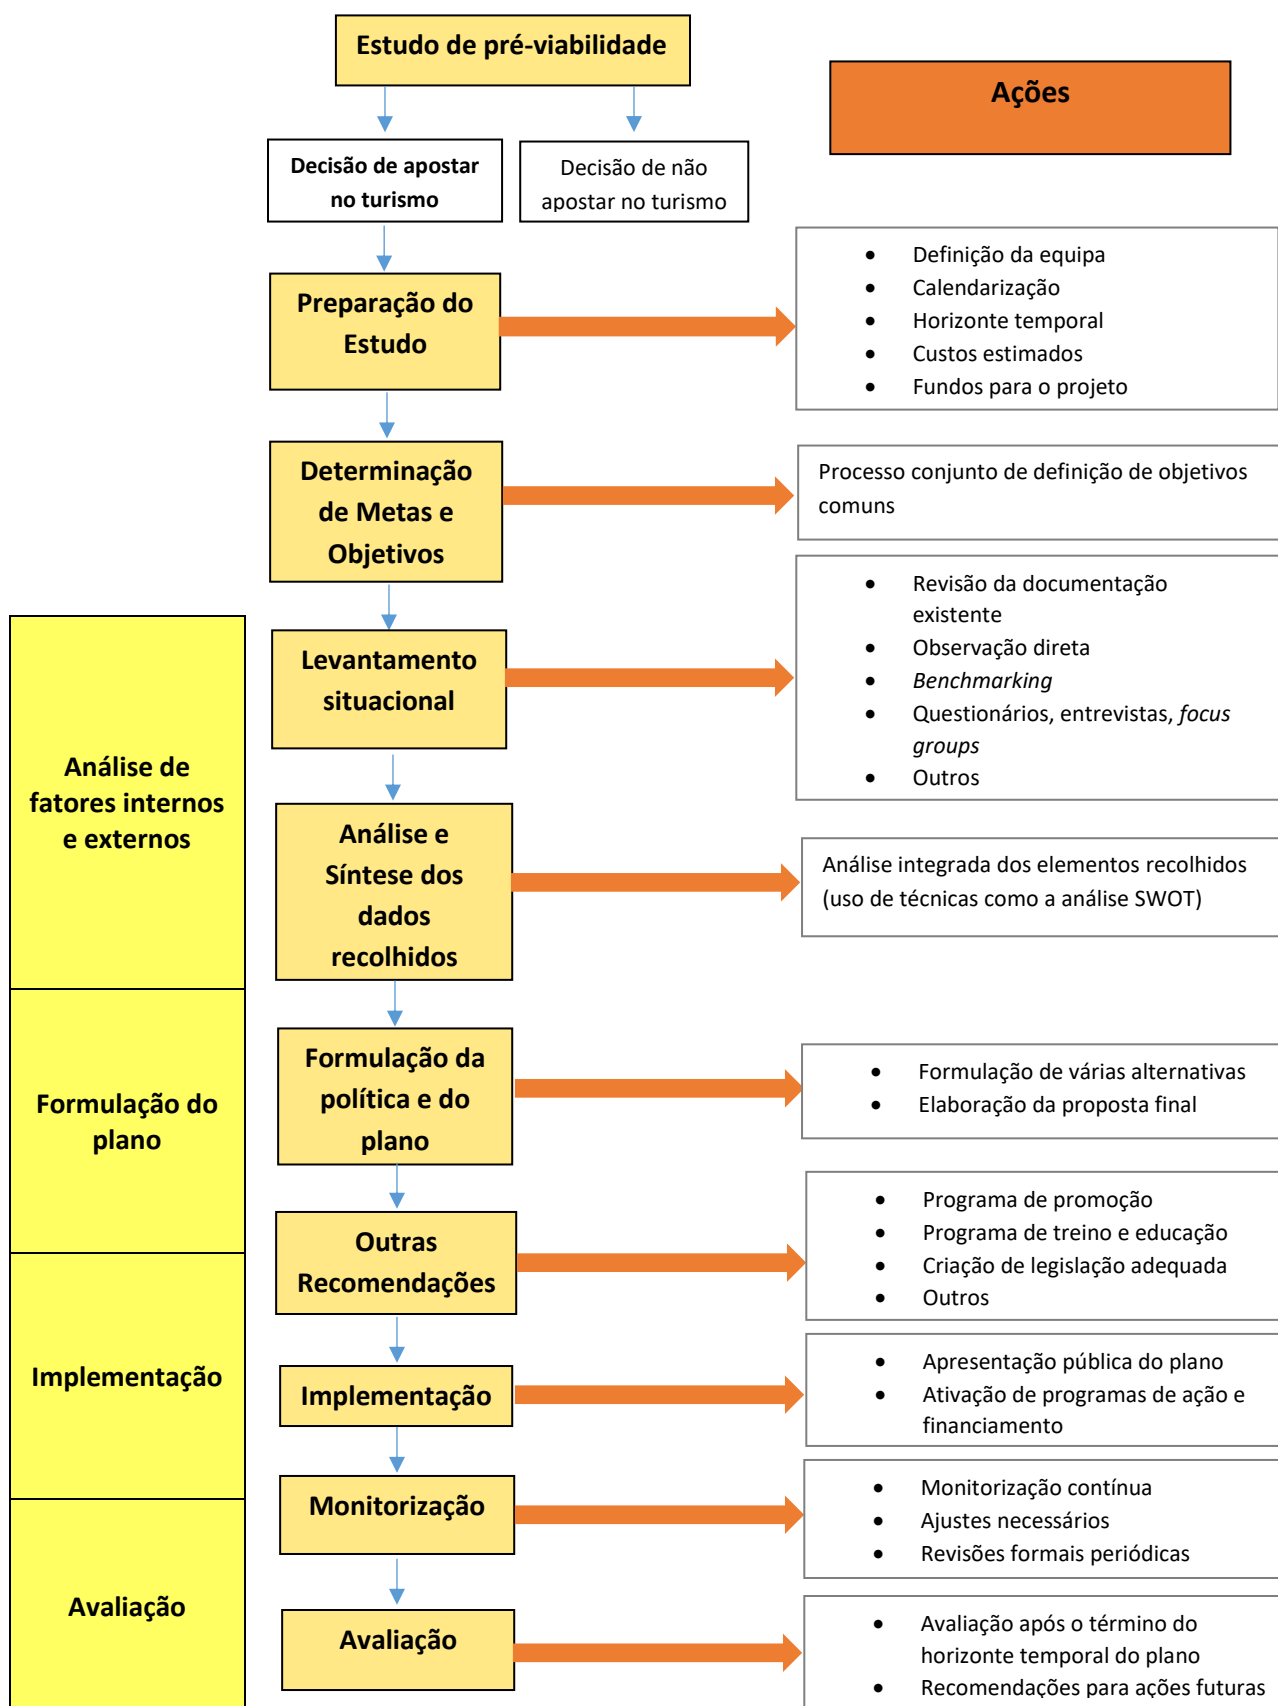 Estudo de pré-viabilidade
Ações
Decisão de apostar
no turismo
Decisão de não
apostar no turismo
Preparação do
Estudo
• Definição da equipa
• Calendarização
• Horizonte temporal
• Custos estimados
• Fundos para o projeto
Determinação
de Metas e
Objetivos
Processo conjunto de definição de objetivos
comuns
Análise de
fatores internos
e externos
Levantamento
situacional
• Revisão da documentação
existente
• Observação direta
• Benchmarking
• Questionários, entrevistas, focus
groups
• Outros
Análise e
Síntese dos
dados
recolhidos
Análise integrada dos elementos recolhidos
(uso de técnicas como a análise SWOT)
Formulação do
plano
Formulação da
política e do
plano
• Formulação de várias alternativas
• Elaboração da proposta final
Outras
Recomendações
• Programa de promoção
• Programa de treino e educação
• Criação de legislação adequada
• Outros
Implementação
Implementação
• Apresentação pública do plano
• Ativação de programas de ação e
financiamento
Monitorização
• Monitorização contínua
• Ajustes necessários
• Revisões formais periódicas
Avaliação
Avaliação
• Avaliação após o término do
horizonte temporal do plano
• Recomendações para ações futuras